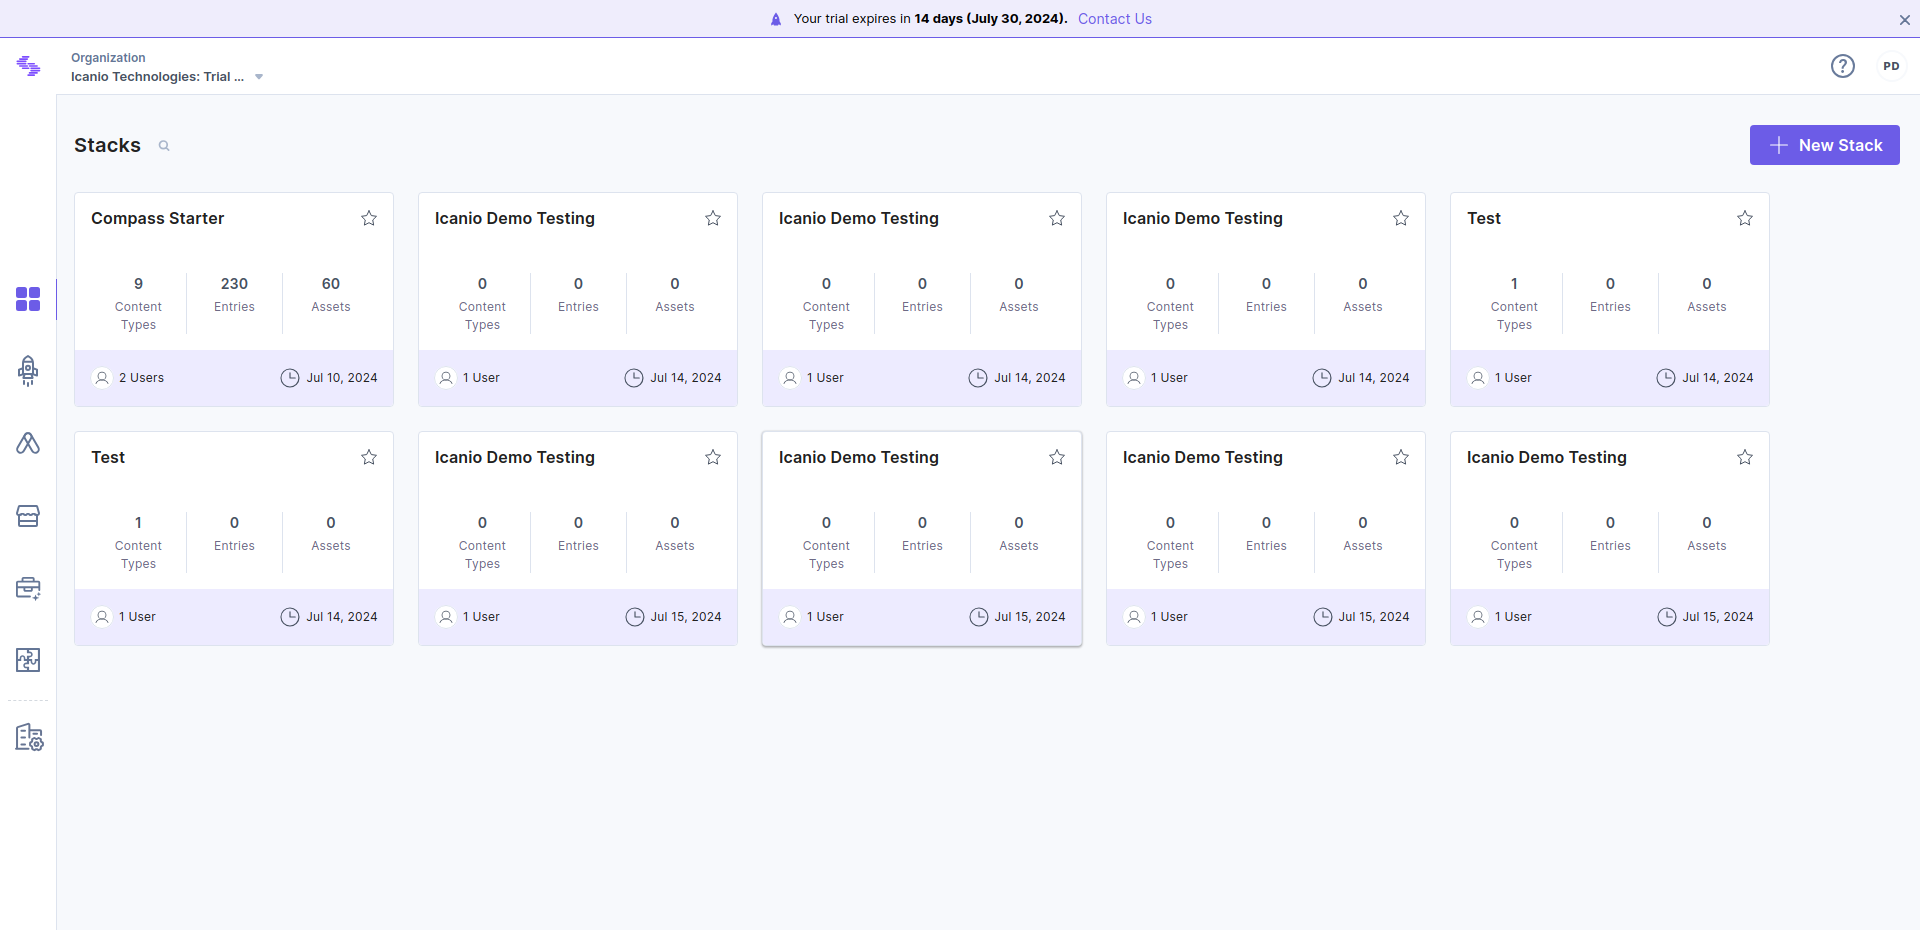 Your trial expires in 14 days (July 30, 2024). Contact Us
Organization
Icanio Technologies: Trial ...
PD
Stacks
New Stack
Compass Starter
9 230 60
Content Types Entries Assets
2 Users Jul 10, 2024
Icanio Demo Testing
0 0 0
Content Types Entries Assets
1 User Jul 14, 2024
Icanio Demo Testing
0 0 0
Content Types Entries Assets
1 User Jul 14, 2024
Icanio Demo Testing
0 0 0
Content Types Entries Assets
1 User Jul 14, 2024
Test
1 0 0
Content Types Entries Assets
1 User Jul 14, 2024
Test
1 0 0
Content Types Entries Assets
1 User Jul 14, 2024
Icanio Demo Testing
0 0 0
Content Types Entries Assets
1 User Jul 15, 2024
Icanio Demo Testing
0 0 0
Content Types Entries Assets
1 User Jul 15, 2024
Icanio Demo Testing
0 0 0
Content Types Entries Assets
1 User Jul 15, 2024
Icanio Demo Testing
0 0 0
Content Types Entries Assets
1 User Jul 15, 2024